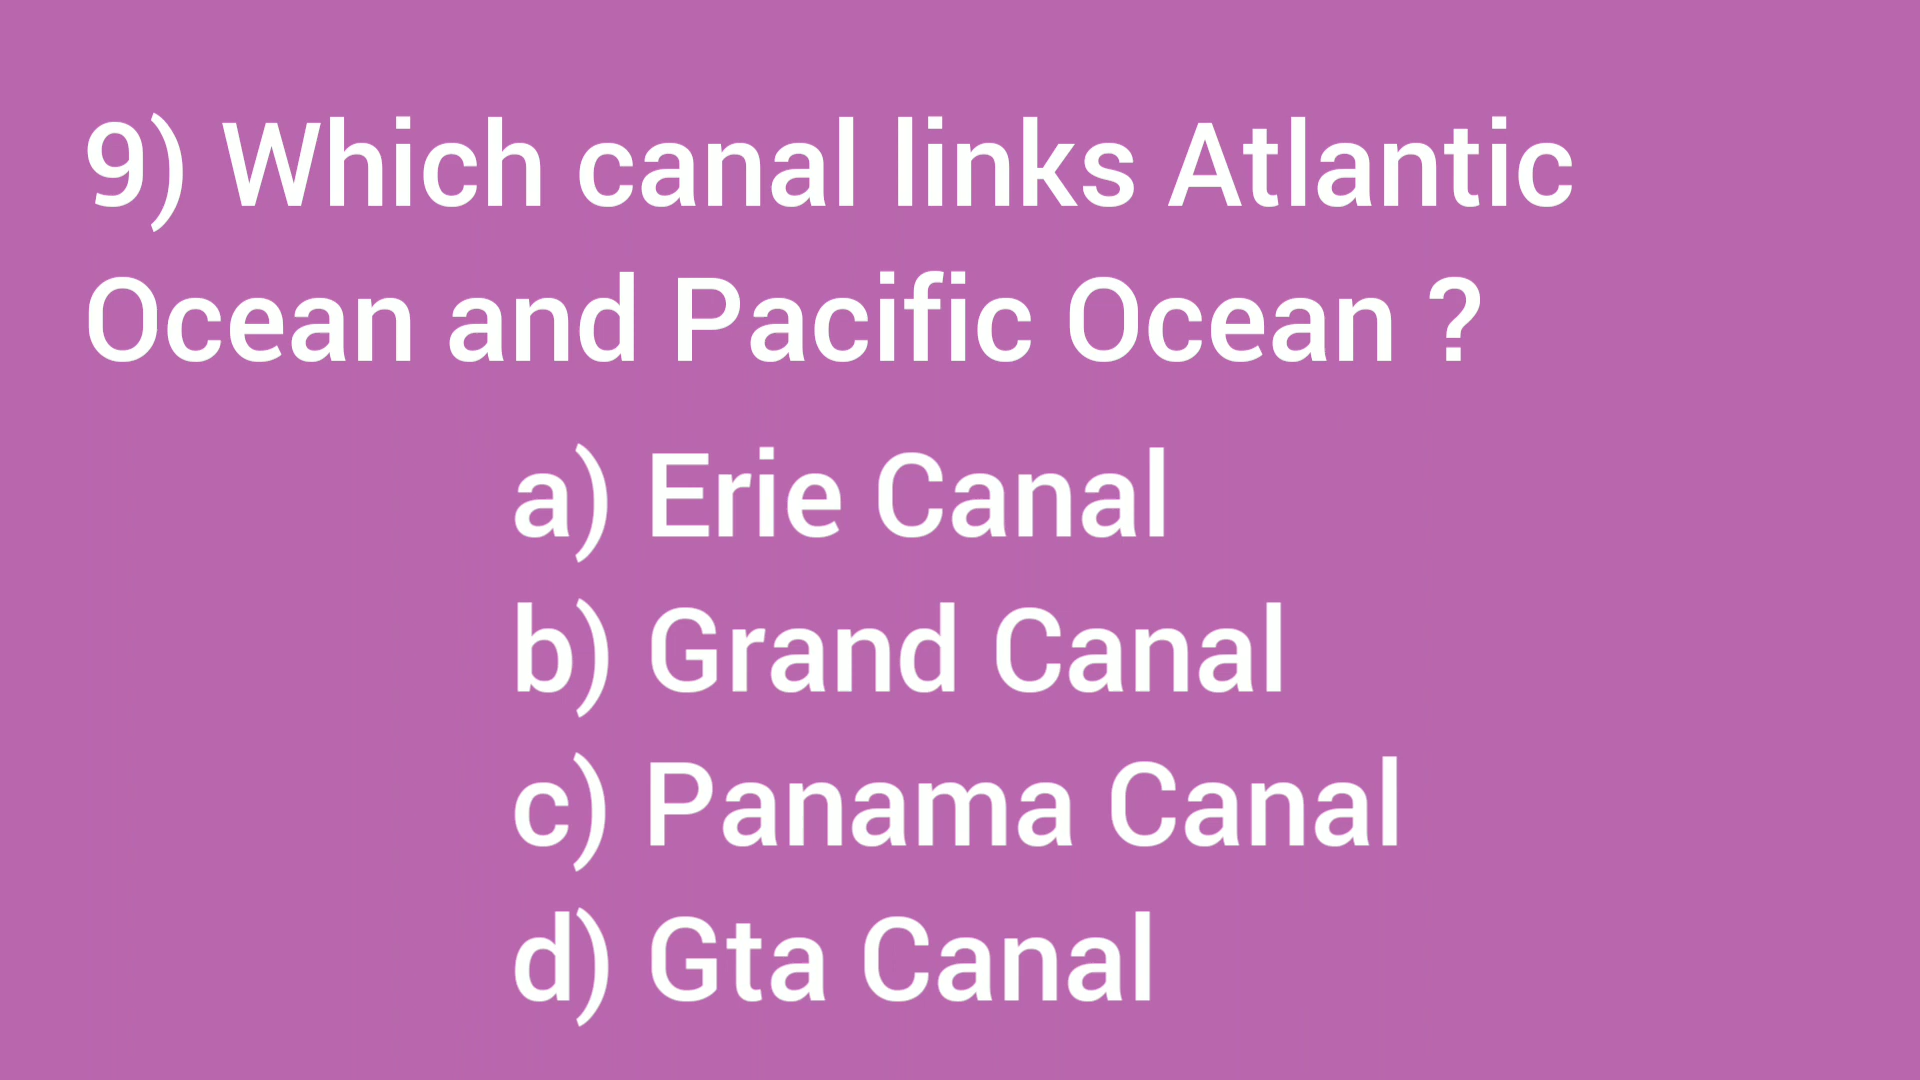 9) Which canal links Atlantic
Ocean and Pacific Ocean ?
a) Erie Canal
b) Grand Canal
c) Panama Canal
d) Gta Canal